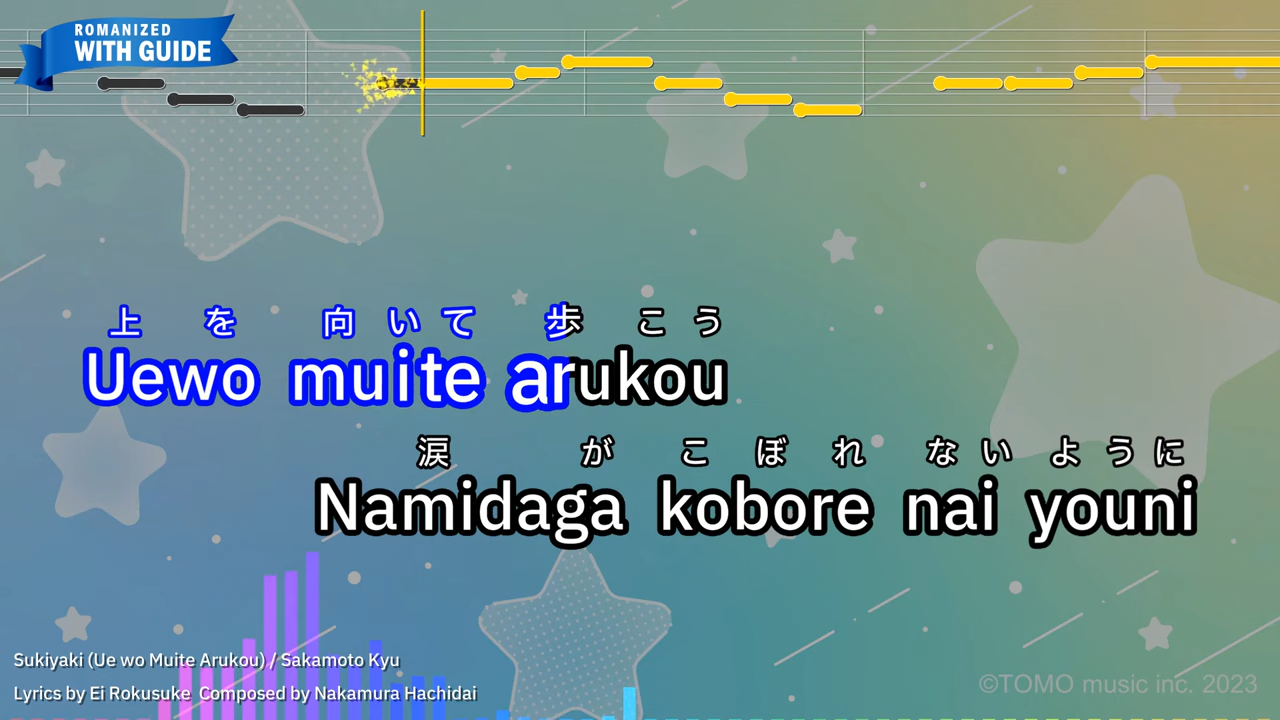 ROMANIZED
WITH GUIDE
上を向いて歩こう
Uewo muite arukou
涙がこぼれないように
Namidaga kobore nai youni
Sukiyaki (Ue wo Muite Arukou) / Sakamoto Kyu
Lyrics by Ei Rokusuke Composed by Nakamura Hachidai
©TOMO music inc. 2023